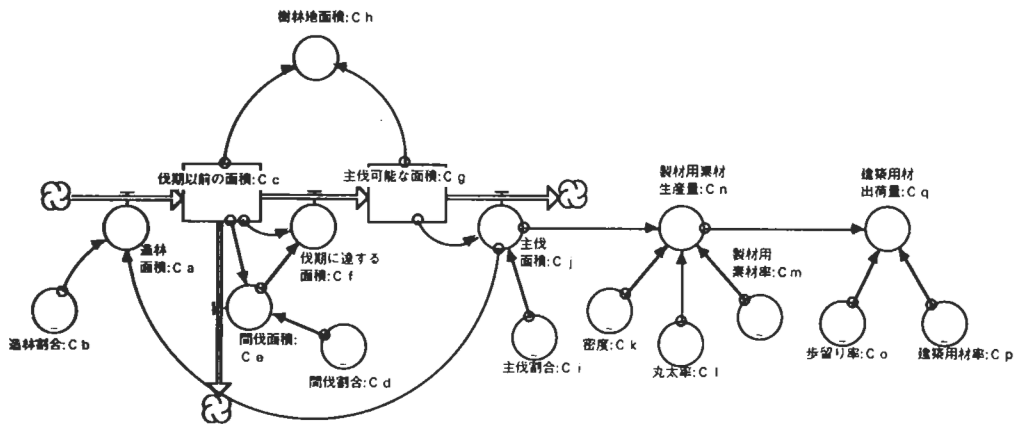 樹林地面積:Ch
伐期以前の面積:Cc
主伐可能な面積:Cg
製材用素材
生産量:Cn
建築用材
出荷量:Cq
造林
面積:Ca
伐期に達する
面積:Cf
主伐
面積:Cj
製材用
素材率:Cm
造林割合:Cb
間伐面積:
Ce
間伐割合:Cd
主伐割合:Ci
密度:Ck
丸太率:Cl
歩留り率:Co
建築用材率:Cp